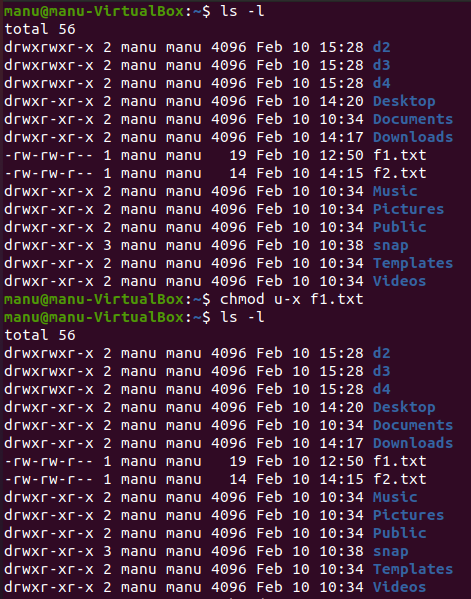 manu@manu-VirtualBox:~$ ls -l
total 56
drwxrwxr-x 2 manu manu 4096 Feb 10 15:28 d2
drwxrwxr-x 2 manu manu 4096 Feb 10 15:28 d3
drwxrwxr-x 2 manu manu 4096 Feb 10 15:28 d4
drwxr-xr-x 2 manu manu 4096 Feb 10 14:20 Desktop
drwxr-xr-x 2 manu manu 4096 Feb 10 10:34 Documents
drwxr-xr-x 2 manu manu 4096 Feb 10 14:17 Downloads
-rw-rw-r-- 1 manu manu   19 Feb 10 12:50 f1.txt
-rw-rw-r-- 1 manu manu   14 Feb 10 14:15 f2.txt
drwxr-xr-x 2 manu manu 4096 Feb 10 10:34 Music
drwxr-xr-x 2 manu manu 4096 Feb 10 10:34 Pictures
drwxr-xr-x 2 manu manu 4096 Feb 10 10:34 Public
drwxr-xr-x 3 manu manu 4096 Feb 10 10:38 snap
drwxr-xr-x 2 manu manu 4096 Feb 10 10:34 Templates
drwxr-xr-x 2 manu manu 4096 Feb 10 10:34 Videos
manu@manu-VirtualBox:~$ chmod u-x f1.txt
manu@manu-VirtualBox:~$ ls -l
total 56
drwxrwxr-x 2 manu manu 4096 Feb 10 15:28 d2
drwxrwxr-x 2 manu manu 4096 Feb 10 15:28 d3
drwxrwxr-x 2 manu manu 4096 Feb 10 15:28 d4
drwxr-xr-x 2 manu manu 4096 Feb 10 14:20 Desktop
drwxr-xr-x 2 manu manu 4096 Feb 10 10:34 Documents
drwxr-xr-x 2 manu manu 4096 Feb 10 14:17 Downloads
-rw-rw-r-- 1 manu manu   19 Feb 10 12:50 f1.txt
-rw-rw-r-- 1 manu manu   14 Feb 10 14:15 f2.txt
drwxr-xr-x 2 manu manu 4096 Feb 10 10:34 Music
drwxr-xr-x 2 manu manu 4096 Feb 10 10:34 Pictures
drwxr-xr-x 2 manu manu 4096 Feb 10 10:34 Public
drwxr-xr-x 3 manu manu 4096 Feb 10 10:38 snap
drwxr-xr-x 2 manu manu 4096 Feb 10 10:34 Templates
drwxr-xr-x 2 manu manu 4096 Feb 10 10:34 Videos